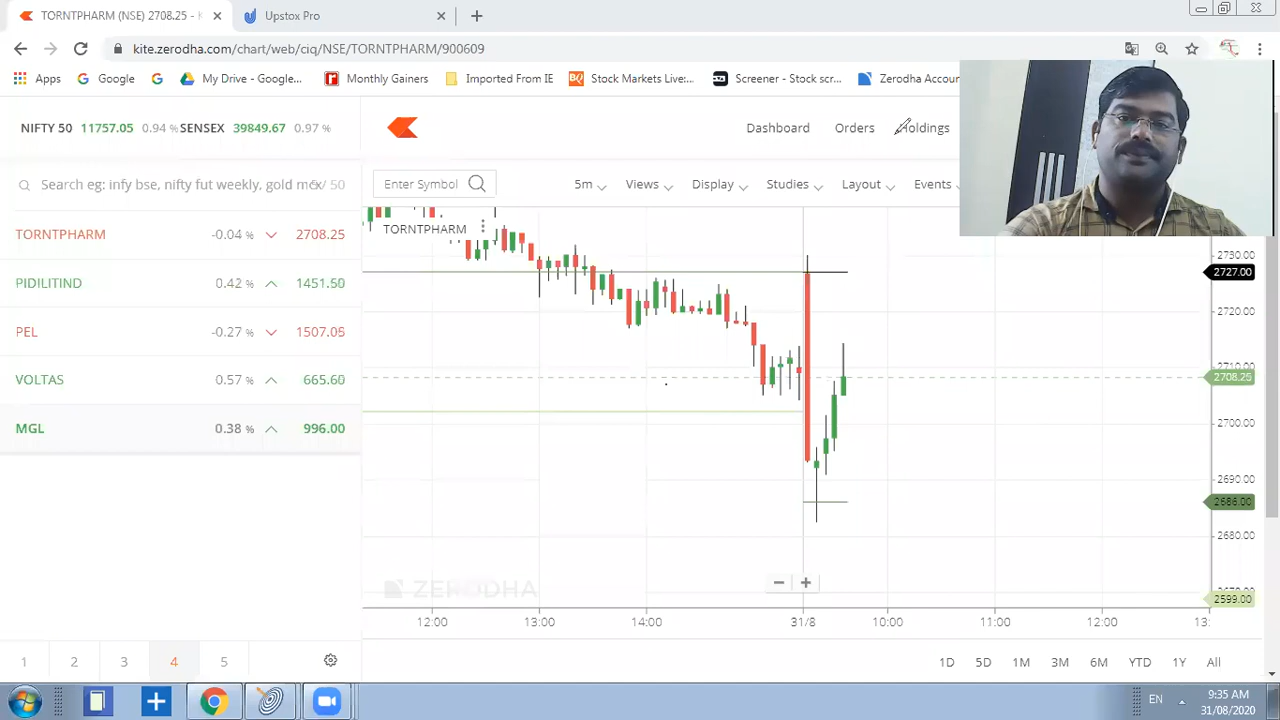 TORNTPHARM (NSE) 2708.25 -
Upstox Pro
kite.zerodha.com/chart/web/ciq/NSE/TORNTPHARM/900609
Apps Google My Drive - Google... Monthly Gainers Imported From IE Stock Markets Live:... Screener - Stock scr... Zerodha Accou
NIFTY 50 11757.05 0.94 % SENSEX 39849.67 0.97 %
Dashboard Orders Holdings
Search eg: infy bse, nifty fut weekly, gold mcx / 50
Enter Symbol 5m Views Display Studies Layout Events
TORNTPHARM -0.04 % 2708.25
TORNTPHARM
PIDILITIND 0.42 % 1451.50
PEL -0.27 % 1507.05
VOLTAS 0.57 % 665.60
MGL 0.38 % 996.00
2730.00
2727.00
2720.00
2708.25
2700.00
2690.00
2686.00
2680.00
2599.00
ZERODHA
12:00 13:00 14:00 31/8 10:00 11:00 12:00 13:
1 2 3 4 5
1D 5D 1M 3M 6M YTD 1Y All
EN 9:35 AM
31/08/2020